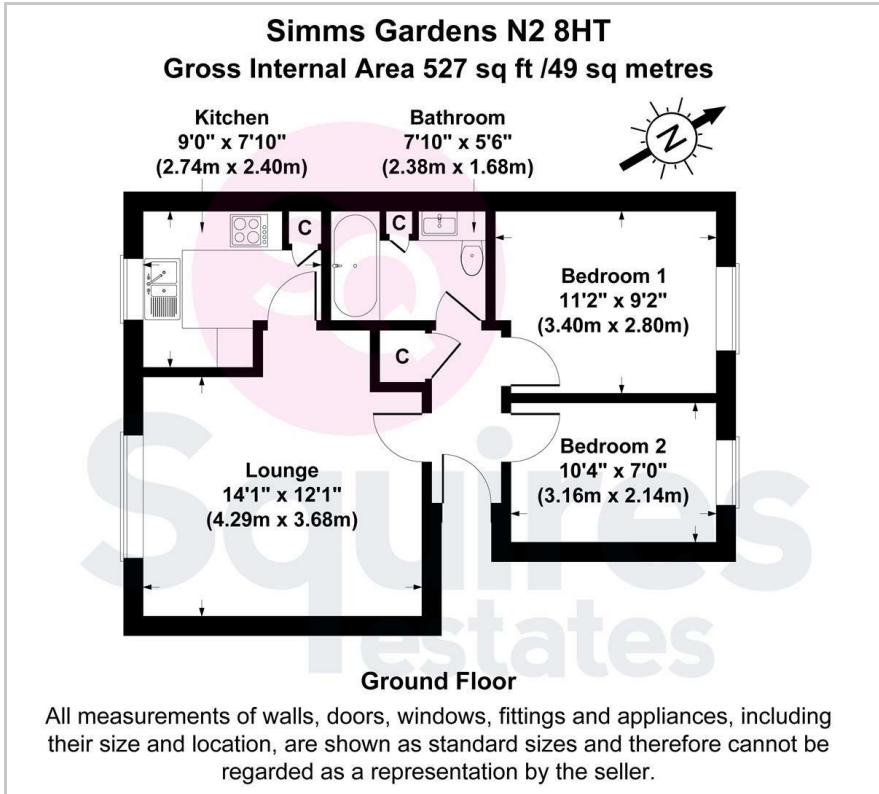 Simms Gardens N2 8HT
Gross Internal Area 527 sq ft /49 sq metres
Kitchen
9'0" x 7'10"
(2.74m x 2.40m)
Bathroom
7'10" x 5'6"
(2.38m x 1.68m)
N
C
C
Bedroom 1
11'2" x 9'2"
(3.40m x 2.80m)
C
Lounge
14'1" x 12'1"
(4.29m x 3.68m)
Bedroom 2
10'4" x 7'0"
(3.16m x 2.14m)
Squires
estates
Ground Floor
All measurements of walls, doors, windows, fittings and appliances, including
their size and location, are shown as standard sizes and therefore cannot be
regarded as a representation by the seller.